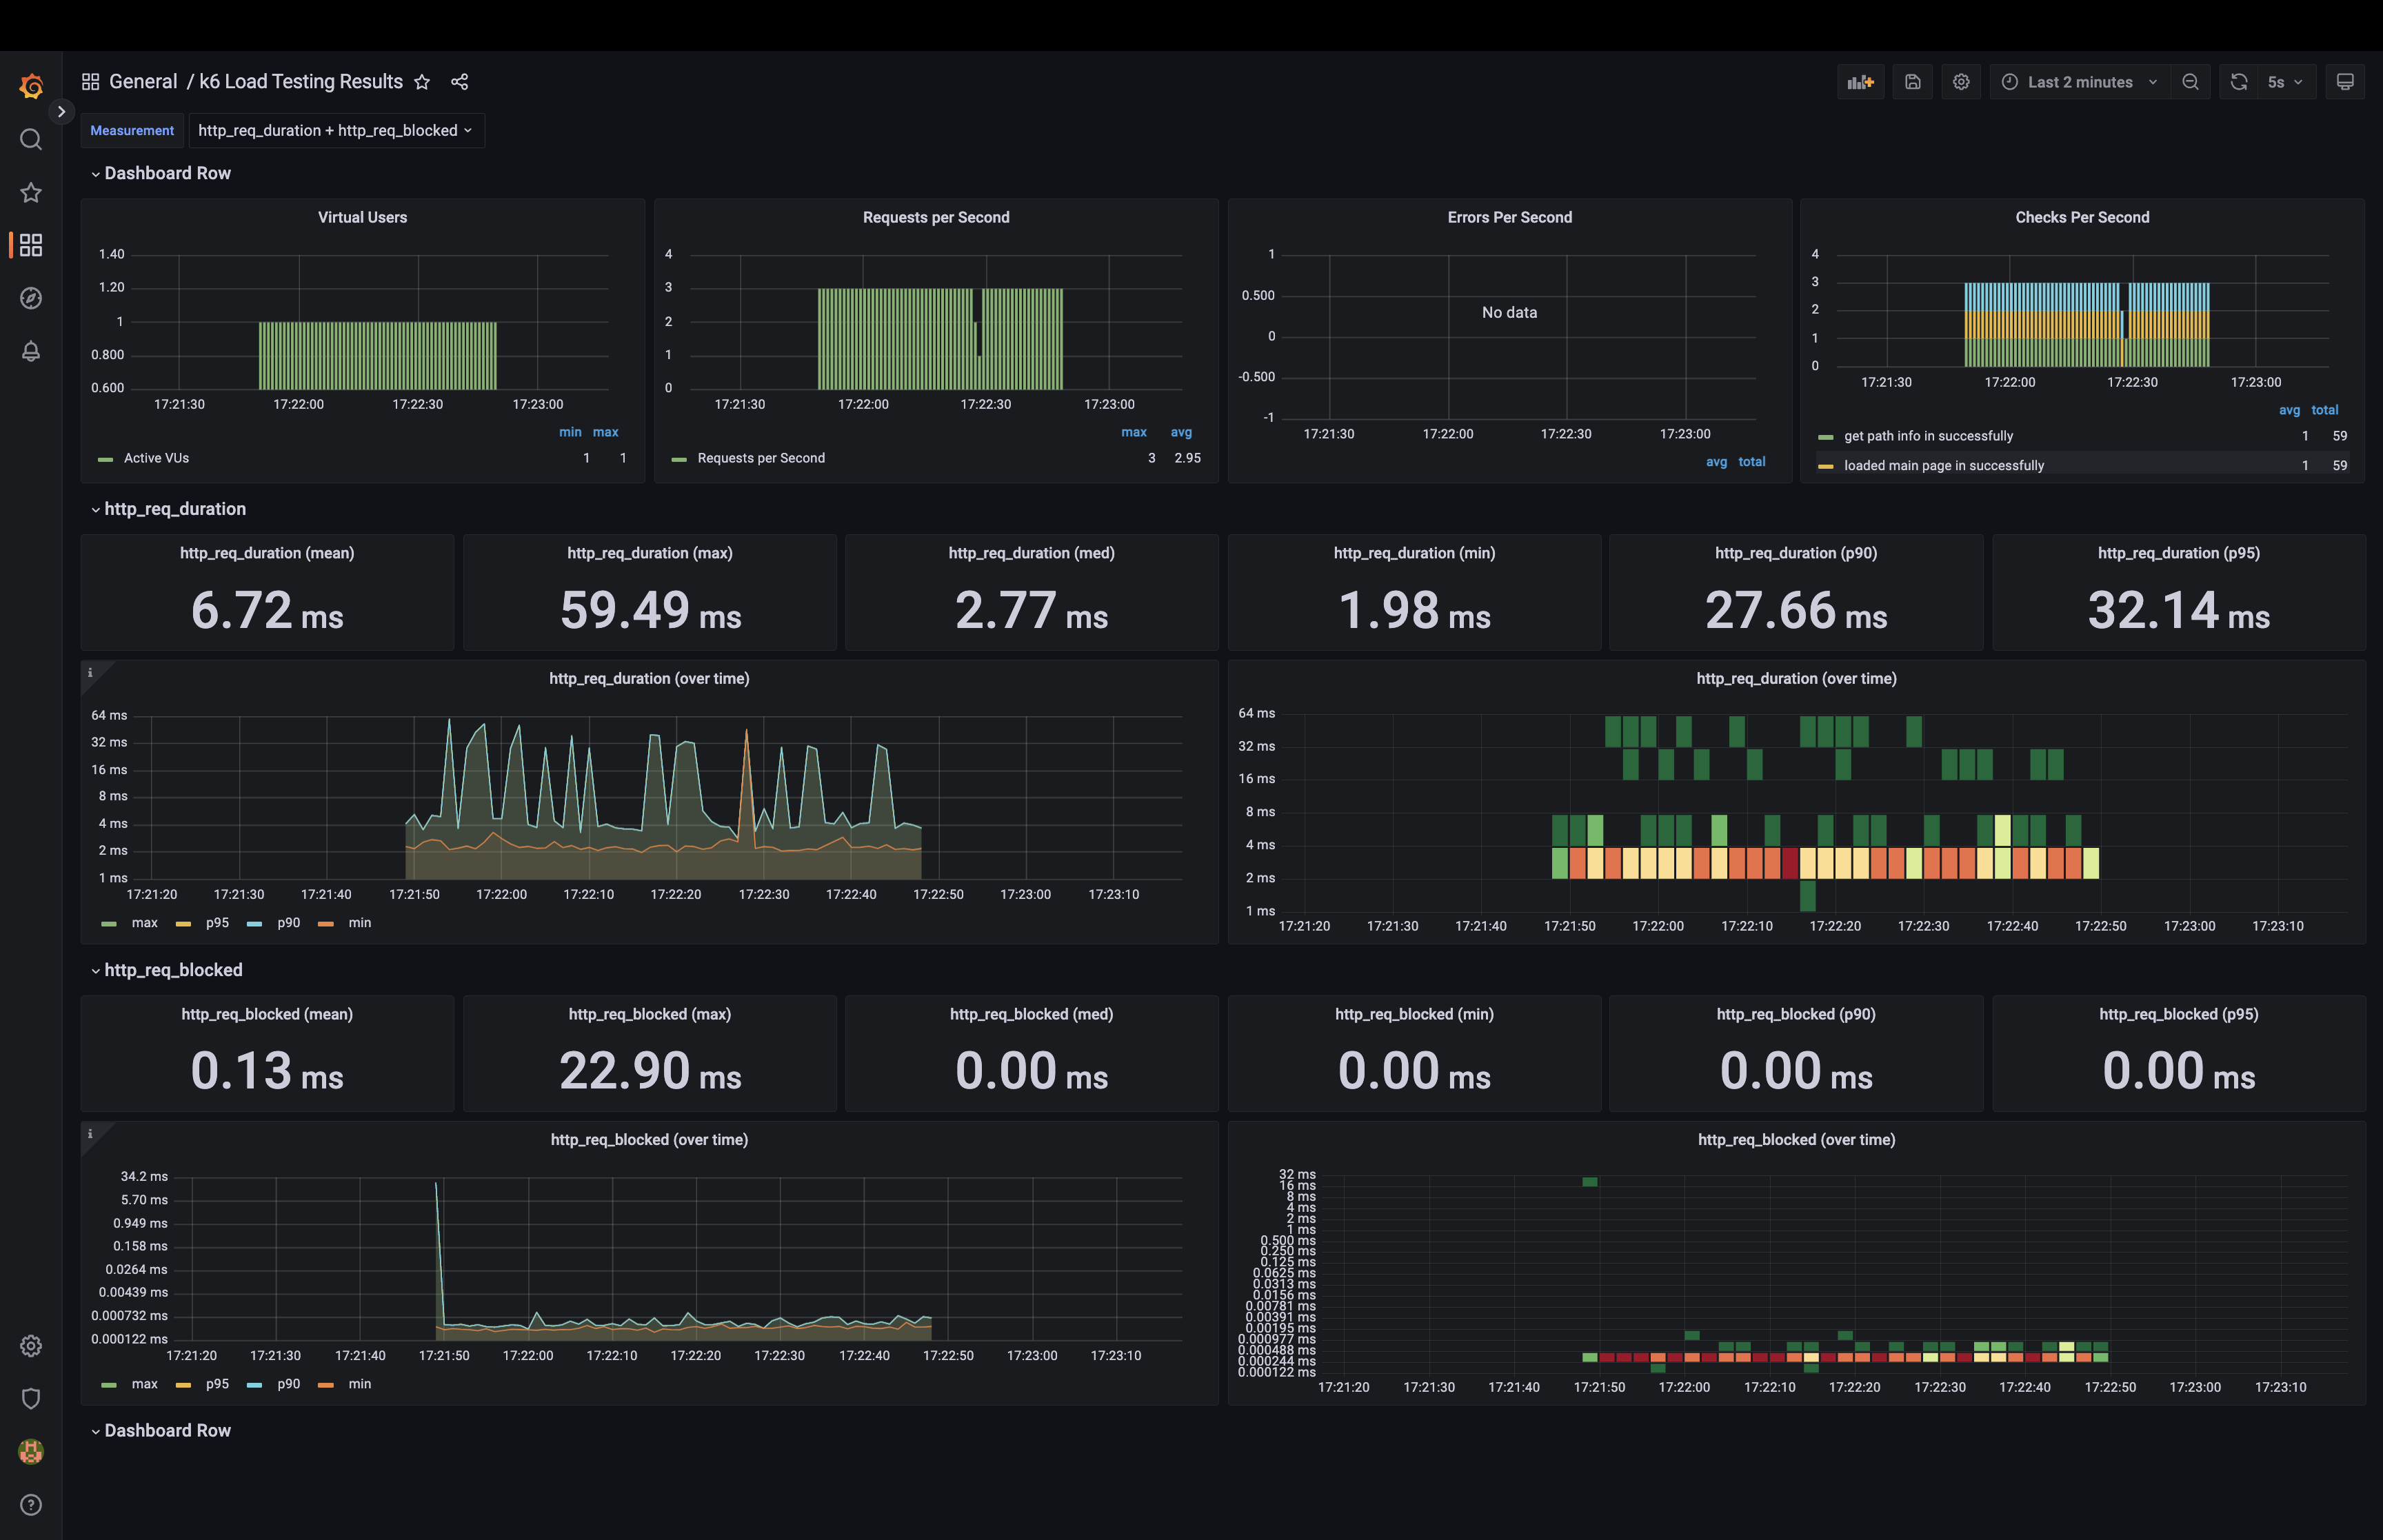 General / k6 Load Testing Results
Last 2 minutes
5s
Measurement
http_req_duration + http_req_blocked
Dashboard Row
Virtual Users
1.40
1.20
1
0.800
0.600
17:21:30 17:22:00 17:22:30 17:23:00
min max
Active VUs 1 1
Requests per Second
4
3
2
1
0
17:21:30 17:22:00 17:22:30 17:23:00
max avg
Requests per Second 3 2.95
Errors Per Second
1
0.500
0
-0.500
-1
No data
17:21:30 17:22:00 17:22:30 17:23:00
avg total
Checks Per Second
4
3
2
1
0
17:21:30 17:22:00 17:22:30 17:23:00
avg total
get path info in successfully 1 59
loaded main page in successfully 1 59
http_req_duration
http_req_duration (mean)
6.72 ms
http_req_duration (max)
59.49 ms
http_req_duration (med)
2.77 ms
http_req_duration (min)
1.98 ms
http_req_duration (p90)
27.66 ms
http_req_duration (p95)
32.14 ms
i
http_req_duration (over time)
64 ms
32 ms
16 ms
8 ms
4 ms
2 ms
1 ms
17:21:20 17:21:30 17:21:40 17:21:50 17:22:00 17:22:10 17:22:20 17:22:30 17:22:40 17:22:50 17:23:00 17:23:10
max p95 p90 min
http_req_duration (over time)
64 ms
32 ms
16 ms
8 ms
4 ms
2 ms
1 ms
17:21:20 17:21:30 17:21:40 17:21:50 17:22:00 17:22:10 17:22:20 17:22:30 17:22:40 17:22:50 17:23:00 17:23:10
http_req_blocked
http_req_blocked (mean)
0.13 ms
http_req_blocked (max)
22.90 ms
http_req_blocked (med)
0.00 ms
http_req_blocked (min)
0.00 ms
http_req_blocked (p90)
0.00 ms
http_req_blocked (p95)
0.00 ms
i
http_req_blocked (over time)
34.2 ms
5.70 ms
0.949 ms
0.158 ms
0.0264 ms
0.00439 ms
0.000732 ms
0.000122 ms
17:21:20 17:21:30 17:21:40 17:21:50 17:22:00 17:22:10 17:22:20 17:22:30 17:22:40 17:22:50 17:23:00 17:23:10
max p95 p90 min
http_req_blocked (over time)
32 ms
16 ms
8 ms
4 ms
2 ms
1 ms
0.500 ms
0.250 ms
0.125 ms
0.0625 ms
0.0313 ms
0.0156 ms
0.00781 ms
0.00391 ms
0.00195 ms
0.000977 ms
0.000488 ms
0.000244 ms
0.000122 ms
17:21:20 17:21:30 17:21:40 17:21:50 17:22:00 17:22:10 17:22:20 17:22:30 17:22:40 17:22:50 17:23:00 17:23:10
Dashboard Row